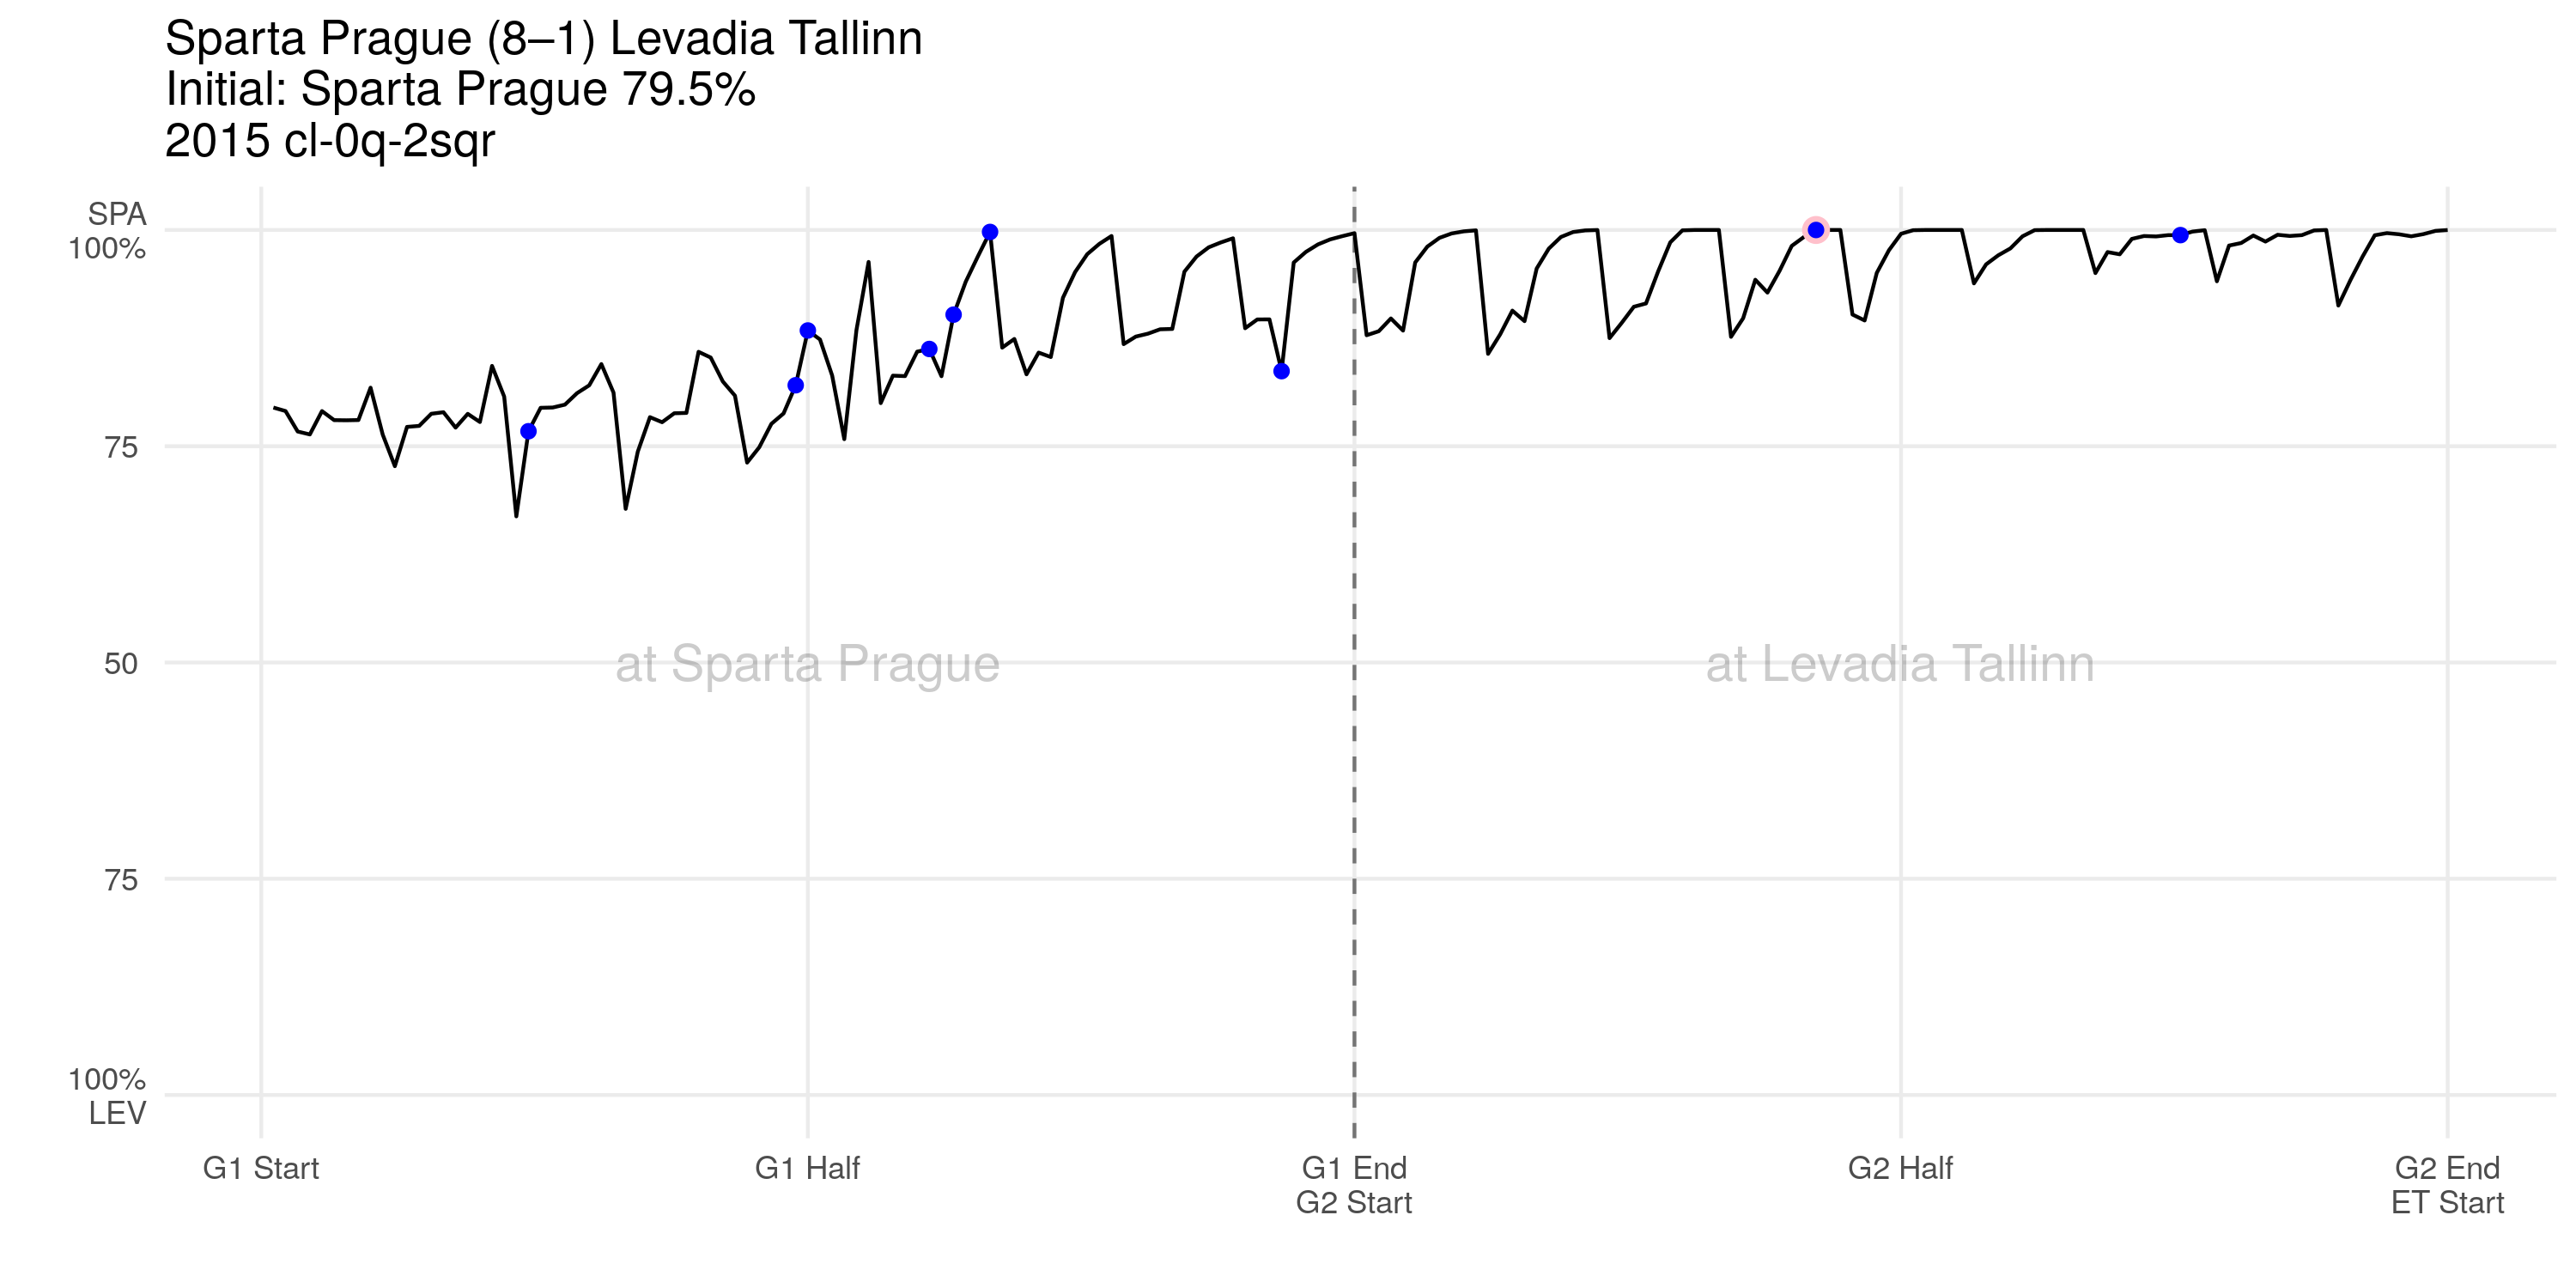 Sparta Prague (8–1) Levadia Tallinn
Initial: Sparta Prague 79.5%
2015 cl-0q-2sqr
SPA
100%
75
50
75
100%
LEV
at Sparta Prague
at Levadia Tallinn
G1 Start
G1 Half
G1 End
G2 Start
G2 Half
G2 End
ET Start